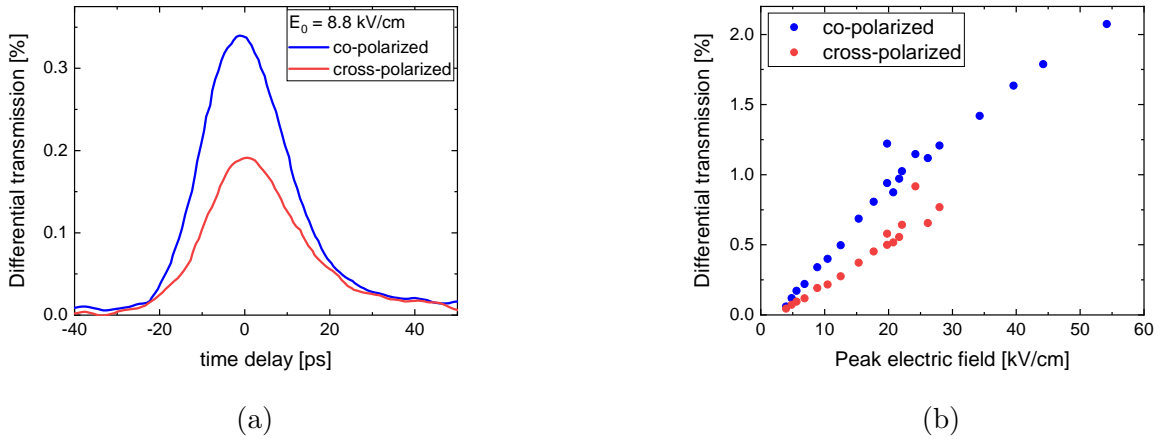 E₀ = 8.8 kV/cm
co-polarized
cross-polarized
Differential transmission [%]
0.3
0.2
0.1
0.0
-40
-20
0
20
40
time delay [ps]
(a)
co-polarized
cross-polarized
Differential transmission [%]
2.0
1.5
1.0
0.5
0.0
0
10
20
30
40
50
60
Peak electric field [kV/cm]
(b)